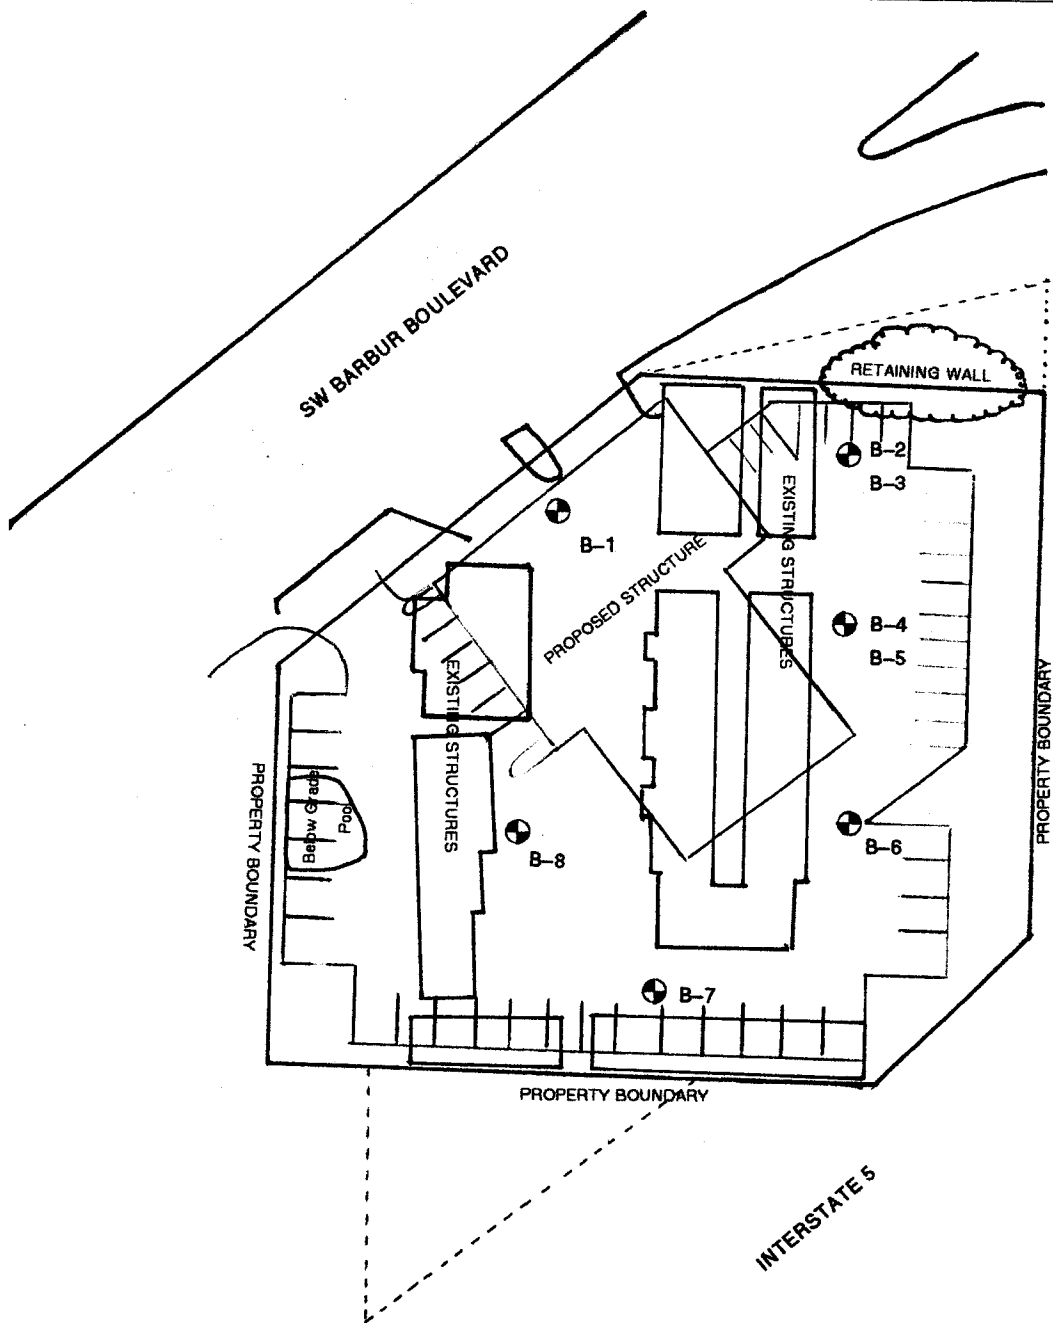 SW BARBUR BOULEVARD
RETAINING WALL
B-2
B-3
B-1
EXISTING STRUCTURES
PROPOSED STRUCTURE
B-4
B-5
EXISTING STRUCTURES
PROPERTY BOUNDARY
PROPERTY BOUNDARY
Below Grade
Pool
B-6
B-8
B-7
PROPERTY BOUNDARY
INTERSTATE 5